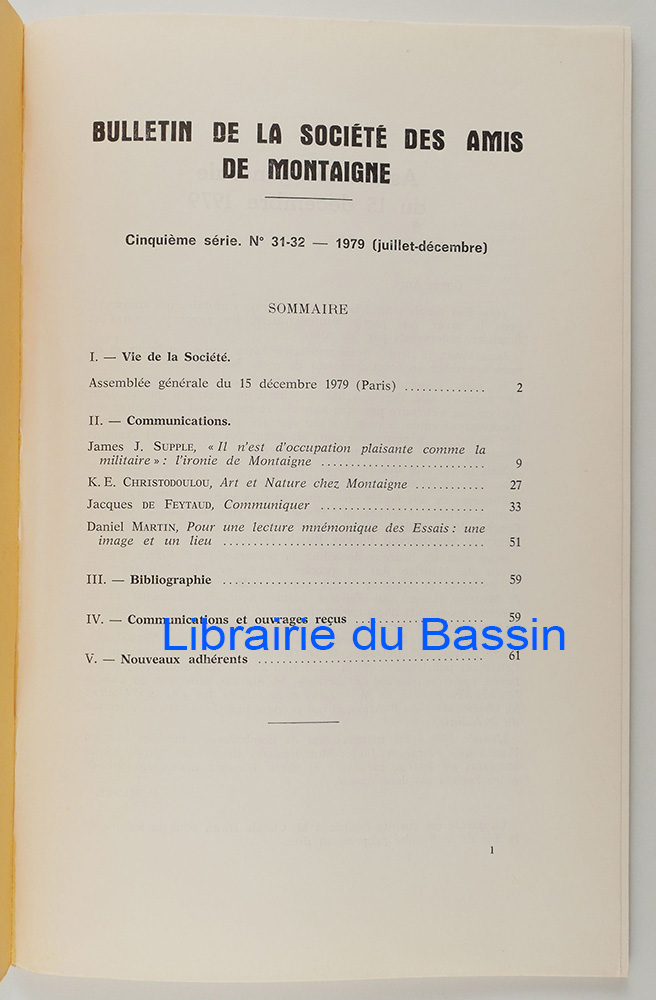 BULLETIN DE LA SOCIÉTÉ DES AMIS
DE MONTAIGNE
Cinquième série. N° 31-32 — 1979 (juillet-décembre)
SOMMAIRE
I. — Vie de la Société.
Assemblée générale du 15 décembre 1979 (Paris) .............. 2
II. — Communications.
James J. SUPPLE, « Il n'est d'occupation plaisante comme la
militaire » : l'ironie de Montaigne ............................ 9
K. E. CHRISTODOULOU, Art et Nature chez Montaigne ............ 27
Jacques DE FEYTAUD, Communiquer ............................ 33
Daniel MARTIN, Pour une lecture mnémonique des Essais : une
image et un lieu ............................................ 51
III. — Bibliographie ............................................ 59
IV. — Communications et ouvrages reçus ...................... 59
Librairie du Bassin
V. — Nouveaux adhérents ...................................... 61
1